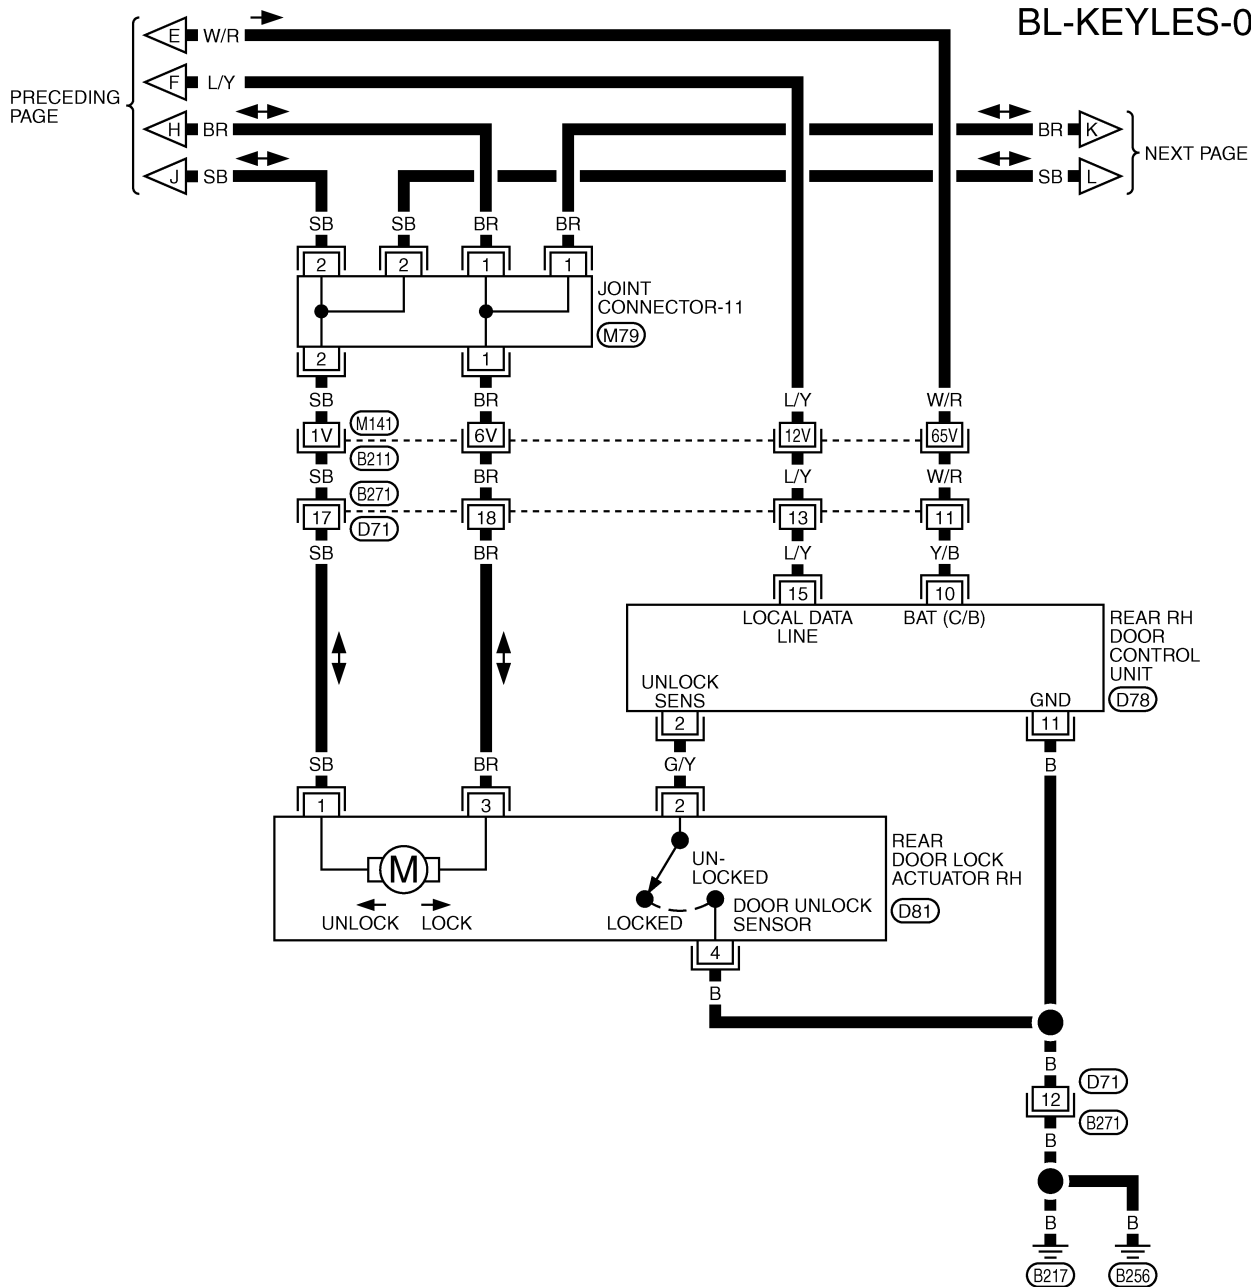 BL-KEYLES-0
E W/R
F L/Y
PRECEDING
PAGE
H BR
BR K
NEXT PAGE
J SB
SB L
SB SB BR BR
2 2 1 1
JOINT
CONNECTOR-11
M79
2 1
SB BR L/Y W/R
M141
1V 6V 12V 65V
B211
SB BR L/Y W/R
B271
17 18 13 11
D71
SB BR L/Y Y/B
15 10
LOCAL DATA
LINE
BAT (C/B)
REAR RH
DOOR
CONTROL
UNIT
D78
UNLOCK
SENS
GND
2 11
SB BR G/Y B
1 3 2
M
UNLOCK LOCK
UN-
LOCKED
LOCKED
DOOR UNLOCK
SENSOR
REAR
DOOR LOCK
ACTUATOR RH
D81
4
B
B
D71
12
B271
B
B B
B217 B256